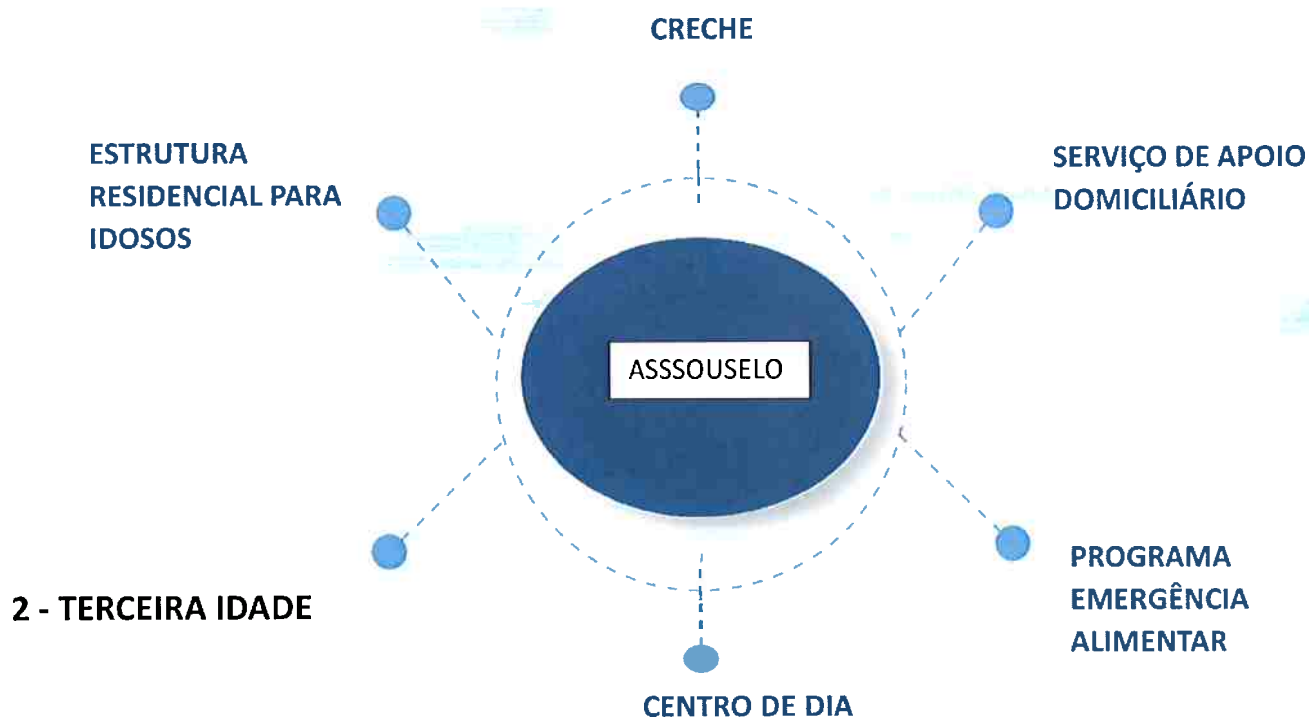 CRECHE
ESTRUTURA
RESIDENCIAL PARA
IDOSOS
SERVIÇO DE APOIO
DOMICILIÁRIO
ASSSOUSELO
2 - TERCEIRA IDADE
PROGRAMA
EMERGÊNCIA
ALIMENTAR
CENTRO DE DIA